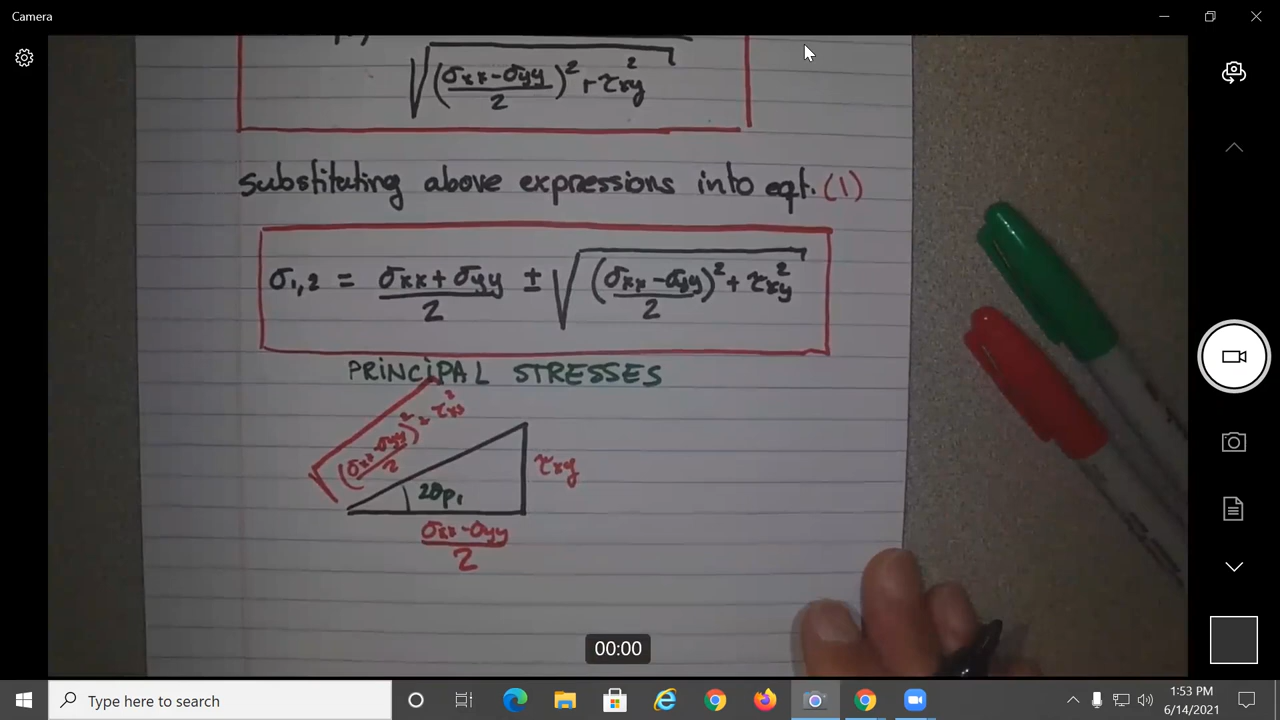 Camera
√((σxx-σyy)/2)² + τxy²
substituting above expressions into eqt. (1)
σ1,2 = (σxx + σyy)/2 ± √((σxx-σyy)/2)² + τxy²
PRINCIPAL STRESSES
√((σxx-σyy)/2)² = τxy²
τxy
2θp1
(σxx-σyy)/2
00:00
Type here to search
1:53 PM
6/14/2021